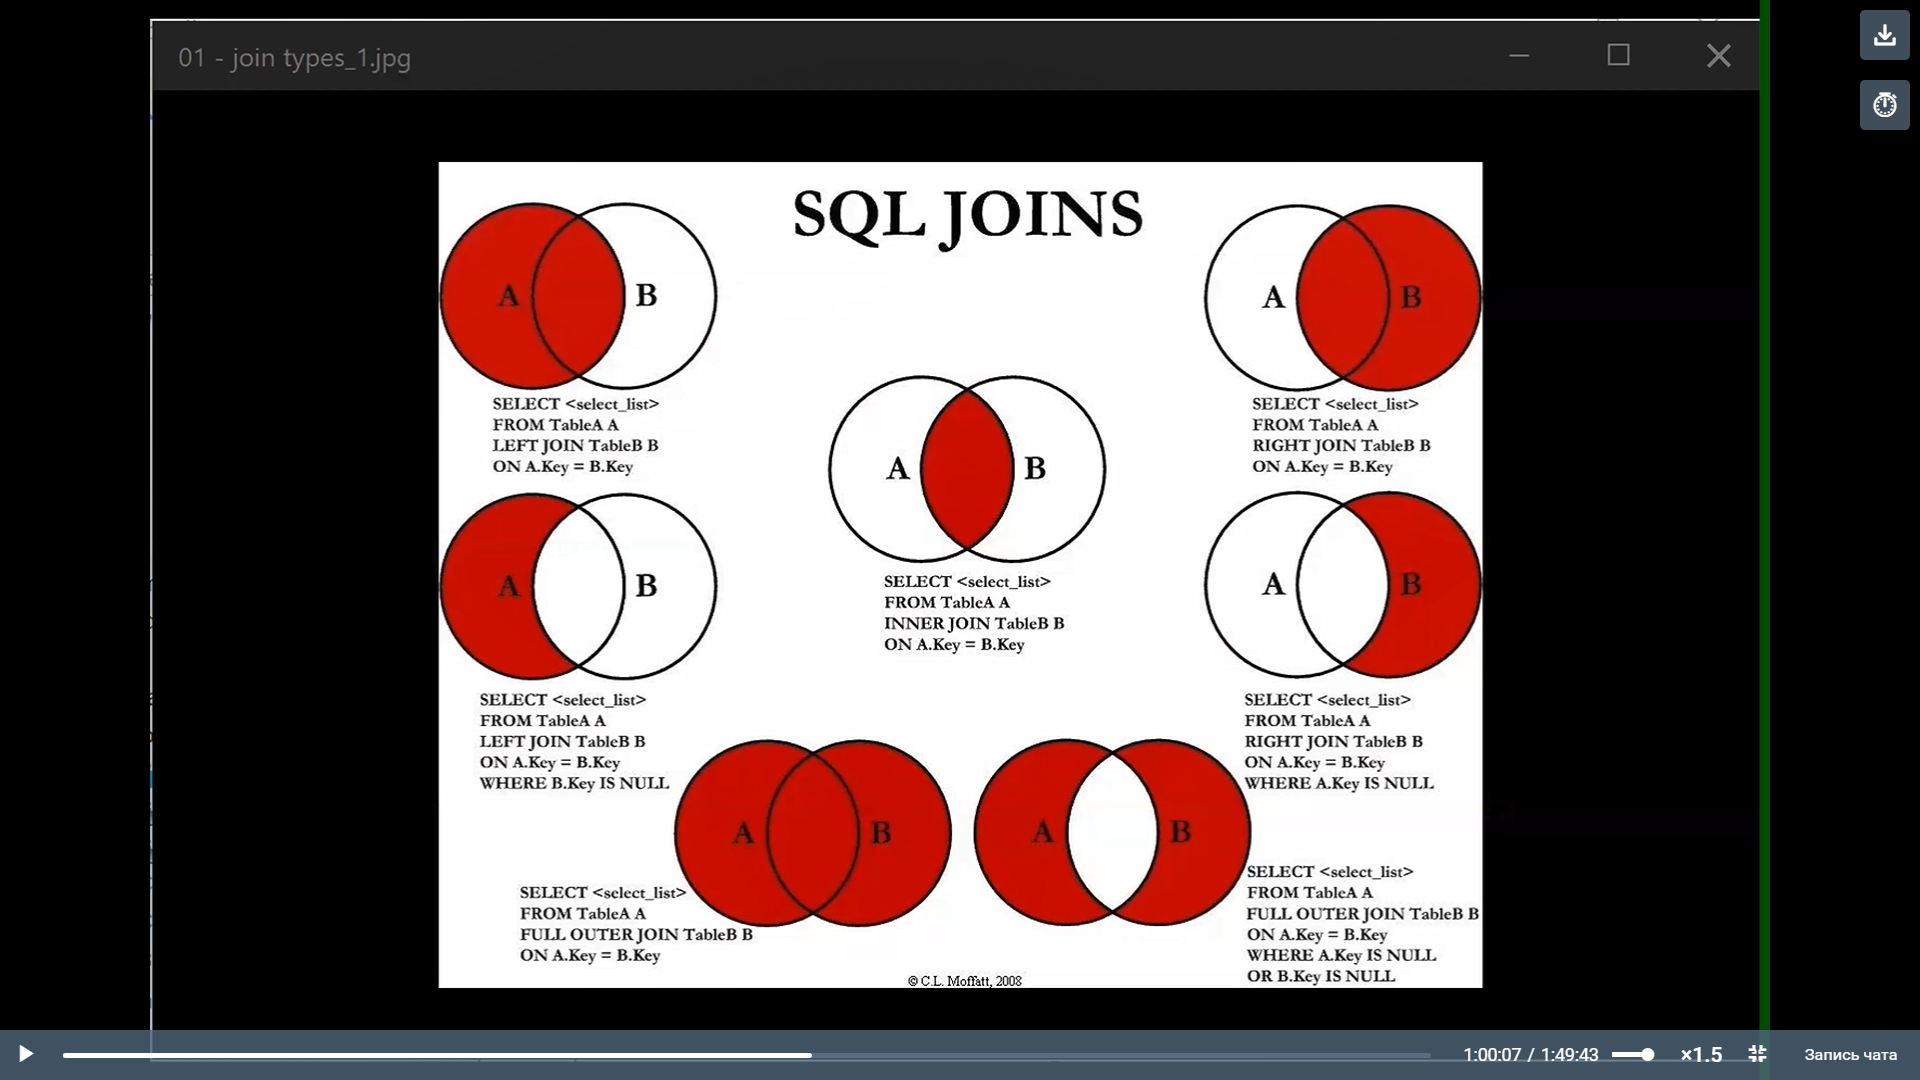 01 - join types_1.jpg
SQL JOINS
A
B
SELECT <select_list>
FROM TableA A
LEFT JOIN TableB B
ON A.Key = B.Key
A
B
SELECT <select_list>
FROM TableA A
RIGHT JOIN TableB B
ON A.Key = B.Key
A
B
SELECT <select_list>
FROM TableA A
INNER JOIN TableB B
ON A.Key = B.Key
A
B
SELECT <select_list>
FROM TableA A
LEFT JOIN TableB B
ON A.Key = B.Key
WHERE B.Key IS NULL
A
B
SELECT <select_list>
FROM TableA A
RIGHT JOIN TableB B
ON A.Key = B.Key
WHERE A.Key IS NULL
A
B
SELECT <select_list>
FROM TableA A
FULL OUTER JOIN TableB B
ON A.Key = B.Key
A
B
SELECT <select_list>
FROM TableA A
FULL OUTER JOIN TableB B
ON A.Key = B.Key
WHERE A.Key IS NULL
OR B.Key IS NULL
© C.L. Moffatt, 2008
1:00:07 / 1:49:43
×1.5
Запись чата